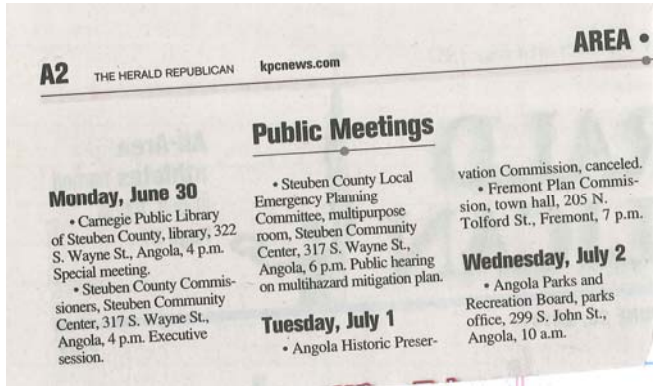 A2 THE HERALD REPUBLICAN kpcnews.com AREA •
Public Meetings
Monday, June 30
• Carnegie Public Library
of Steuben County, library, 322
S. Wayne St., Angola, 4 p.m.
Special meeting.
• Steuben County Commis-
sioners, Steuben Community
Center, 317 S. Wayne St.,
Angola, 4 p.m. Executive
session.
• Steuben County Local
Emergency Planning
Committee, multipurpose
room, Steuben Community
Center, 317 S. Wayne St.,
Angola, 6 p.m. Public hearing
on multihazard mitigation plan.
Tuesday, July 1
• Angola Historic Preser-
vation Commission, canceled.
• Fremont Plan Commis-
sion, town hall, 205 N.
Tolford St., Fremont, 7 p.m.
Wednesday, July 2
• Angola Parks and
Recreation Board, parks
office, 299 S. John St.,
Angola, 10 a.m.